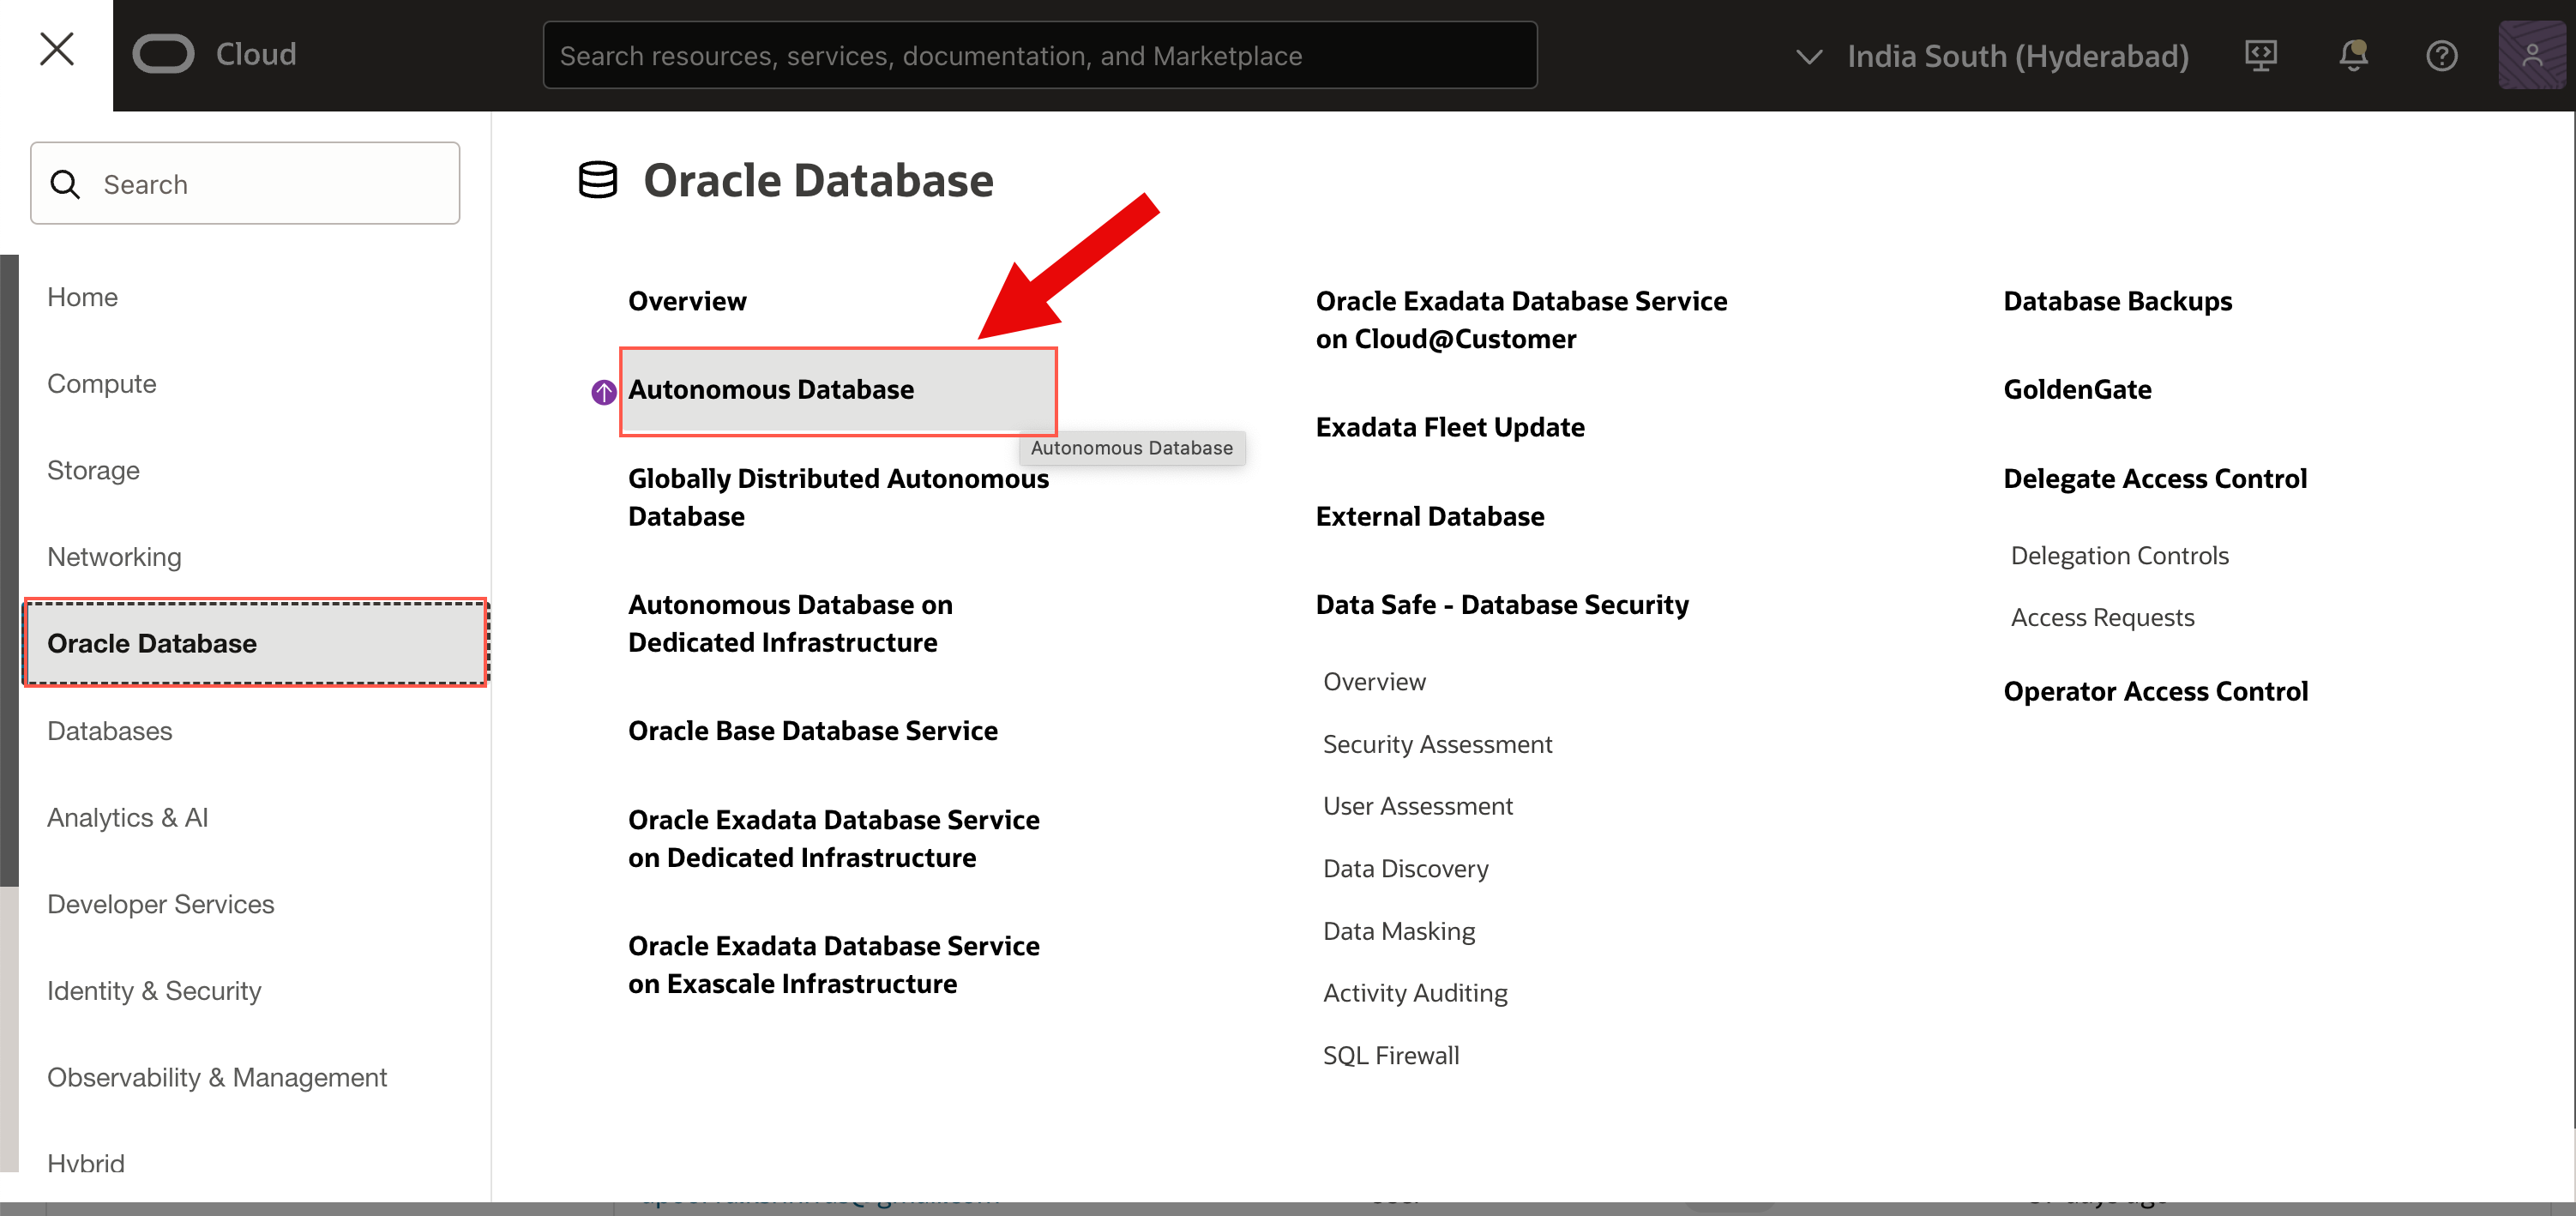 Cloud
Search resources, services, documentation, and Marketplace
India South (Hyderabad)
Search
Home
Compute
Storage
Networking
Oracle Database
Databases
Analytics & AI
Developer Services
Identity & Security
Observability & Management
Hybrid
Oracle Database
Overview
Autonomous Database
Autonomous Database
Globally Distributed Autonomous
Database
Autonomous Database on
Dedicated Infrastructure
Oracle Base Database Service
Oracle Exadata Database Service
on Dedicated Infrastructure
Oracle Exadata Database Service
on Exascale Infrastructure
Oracle Exadata Database Service
on Cloud@Customer
Exadata Fleet Update
External Database
Data Safe - Database Security
Overview
Security Assessment
User Assessment
Data Discovery
Data Masking
Activity Auditing
SQL Firewall
Database Backups
GoldenGate
Delegate Access Control
Delegation Controls
Access Requests
Operator Access Control